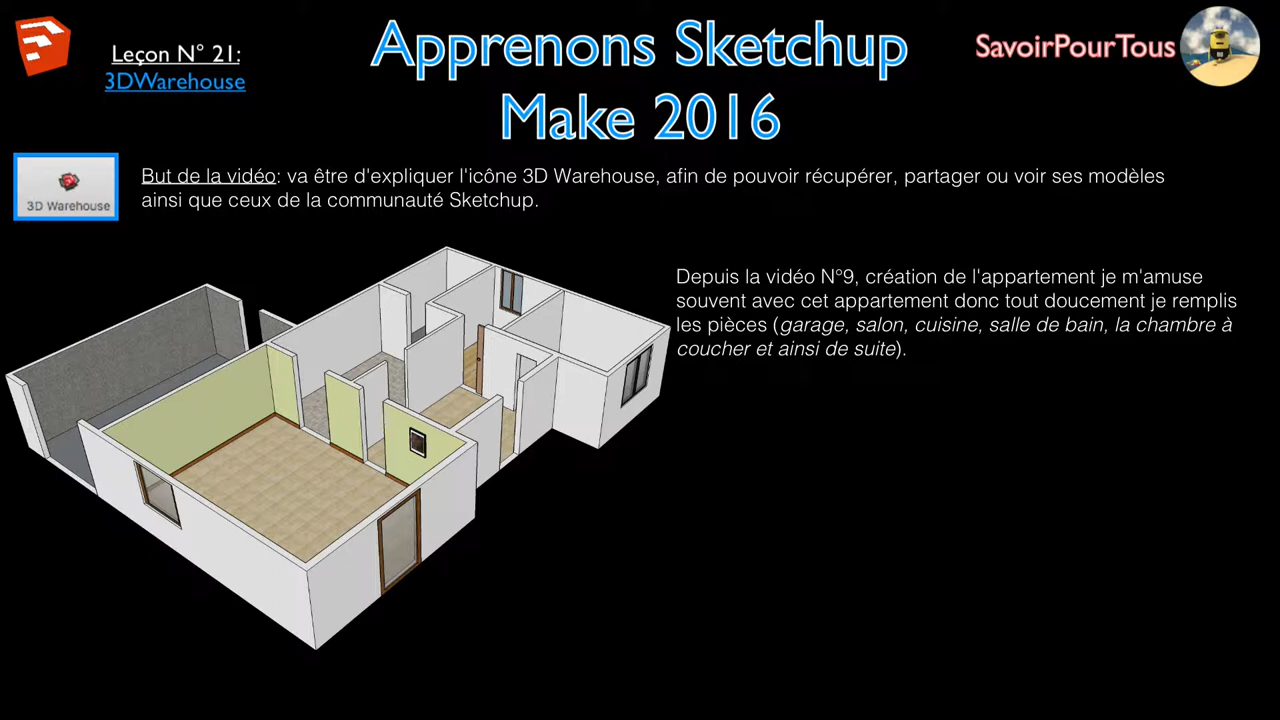 Leçon N° 21:
3DWarehouse
Apprenons Sketchup
Make 2016
SavoirPourTous
3D Warehouse
But de la vidéo: va être d'expliquer l'icône 3D Warehouse, afin de pouvoir récupérer, partager ou voir ses modèles
ainsi que ceux de la communauté Sketchup.
Depuis la vidéo N°9, création de l'appartement je m'amuse
souvent avec cet appartement donc tout doucement je remplis
les pièces (garage, salon, cuisine, salle de bain, la chambre à
coucher et ainsi de suite).